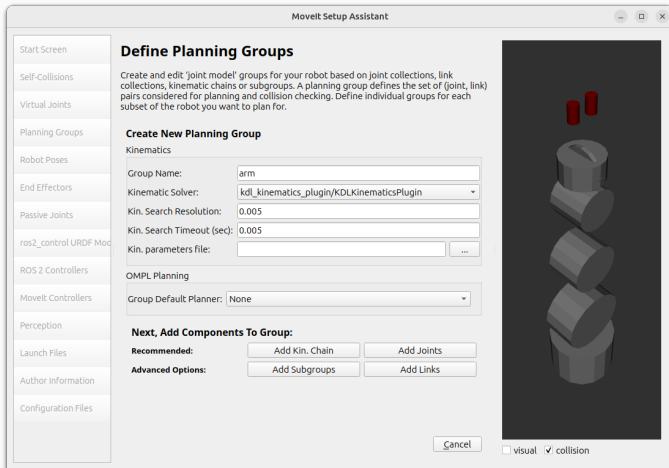 MoveIt Setup Assistant
Start Screen
Self-Collisions
Virtual Joints
Planning Groups
Robot Poses
End Effectors
Passive Joints
ros2_control URDF Mod
ROS 2 Controllers
MoveIt Controllers
Perception
Launch Files
Author Information
Configuration Files
Define Planning Groups
Create and edit 'joint model' groups for your robot based on joint collections, link
collections, kinematic chains or subgroups. A planning group defines the set of (joint, link)
pairs considered for planning and collision checking. Define individual groups for each
subset of the robot you want to plan for.
Create New Planning Group
Kinematics
Group Name: arm
Kinematic Solver: kdl_kinematics_plugin/KDLKinematicsPlugin
Kin. Search Resolution: 0.005
Kin. Search Timeout (sec): 0.005
Kin. parameters file: ...
OMPL Planning
Group Default Planner: None
Next, Add Components To Group:
Recommended: Add Kin. Chain Add Joints
Advanced Options: Add Subgroups Add Links
Cancel
visual collision